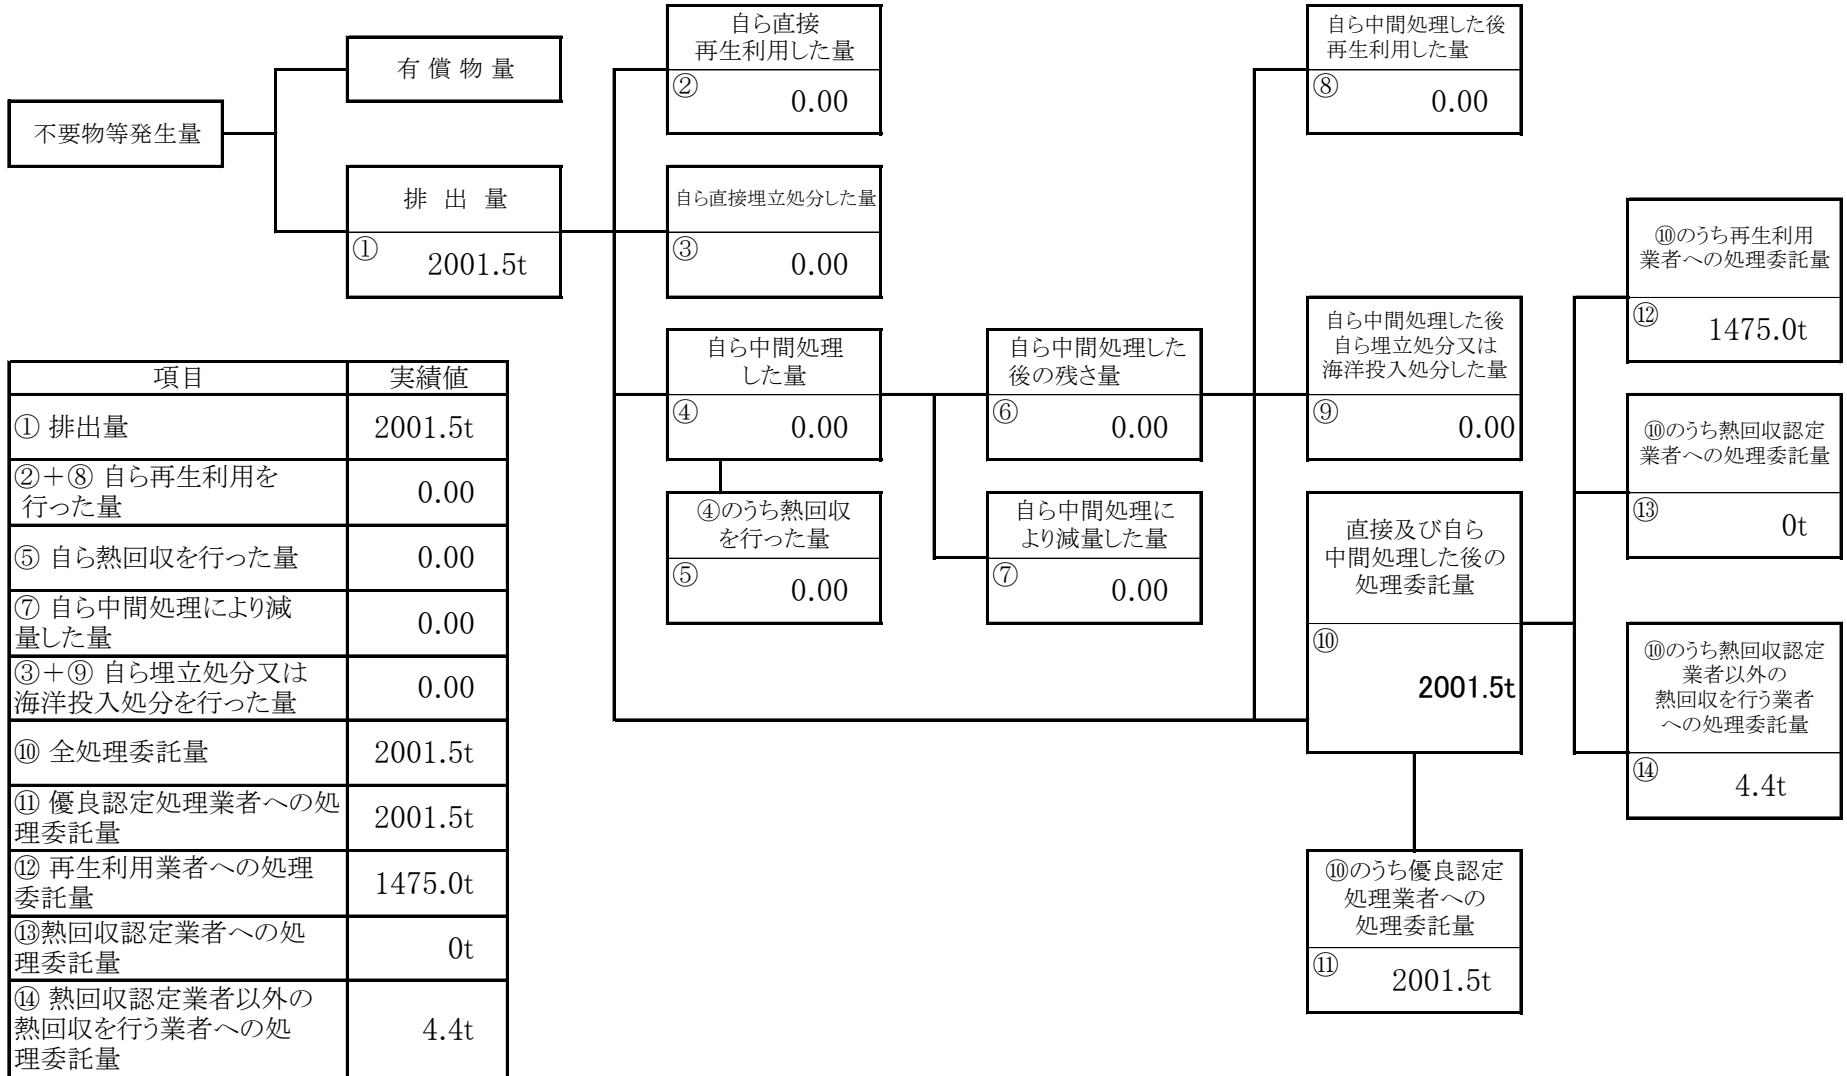 不要物等発生量
有 償 物 量
排 出 量
①
2001.5t
自ら直接
再生利用した量
②
0.00
自ら直接埋立処分した量
③
0.00
自ら中間処理
した量
④
0.00
④のうち熱回収
を行った量
⑤
0.00
自ら中間処理した
後の残さ量
⑥
0.00
自ら中間処理に
より減量した量
⑦
0.00
自ら中間処理した後
再生利用した量
⑧
0.00
自ら中間処理した後
自ら埋立処分又は
海洋投入処分した量
⑨
0.00
直接及び自ら
中間処理した後の
処理委託量
⑩
2001.5t
⑩のうち優良認定
処理業者への
処理委託量
⑪
2001.5t
⑩のうち再生利用
業者への処理委託量
⑫
1475.0t
⑩のうち熱回収認定
業者への処理委託量
⑬
0t
⑩のうち熱回収認定
業者以外の
熱回収を行う業者
への処理委託量
⑭
4.4t
項目 実績値
① 排出量 2001.5t
②+⑧ 自ら再生利用を
行った量 0.00
⑤ 自ら熱回収を行った量 0.00
⑦ 自ら中間処理により減
量した量 0.00
③+⑨ 自ら埋立処分又は
海洋投入処分を行った量 0.00
⑩ 全処理委託量 2001.5t
⑪ 優良認定処理業者への処
理委託量 2001.5t
⑫ 再生利用業者への処理
委託量 1475.0t
⑬熱回収認定業者への処
理委託量 0t
⑭ 熱回収認定業者以外の
熱回収を行う業者への処
理委託量 4.4t